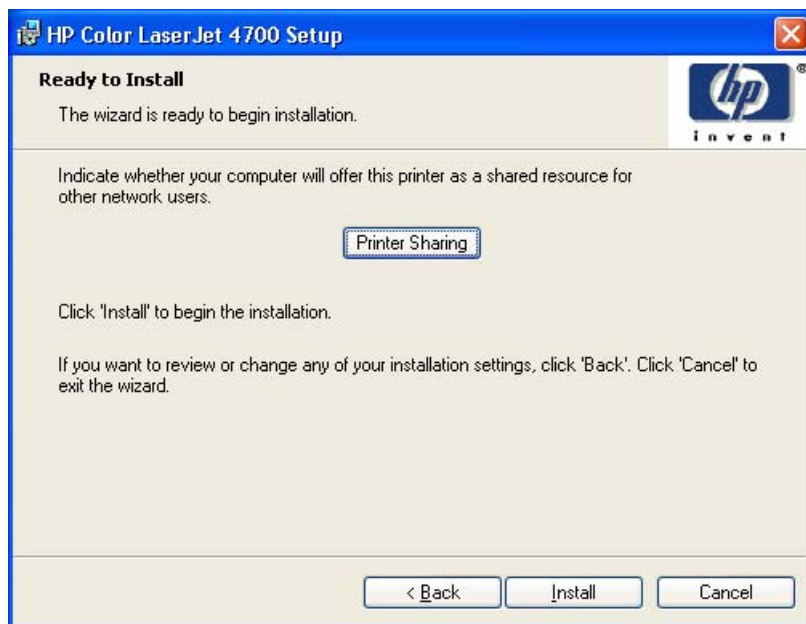 HP Color LaserJet 4700 Setup
Ready to Install
The wizard is ready to begin installation.
hp
®
invent
Indicate whether your computer will offer this printer as a shared resource for
other network users.
Printer Sharing
Click 'Install' to begin the installation.
If you want to review or change any of your installation settings, click 'Back'. Click 'Cancel' to
exit the wizard.
< Back
Install
Cancel